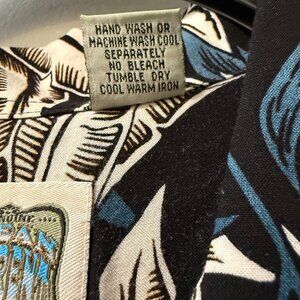 HAND WASH OR
MACHINE WASH COOL
SEPARATELY
NO BLEACH
TUMBLE DRY
COOL WARM IRON